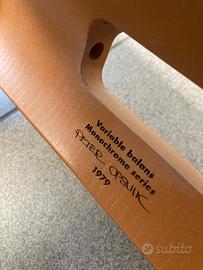 Variable balans
Monochrome series
PETER OPSVIK
1979
subito